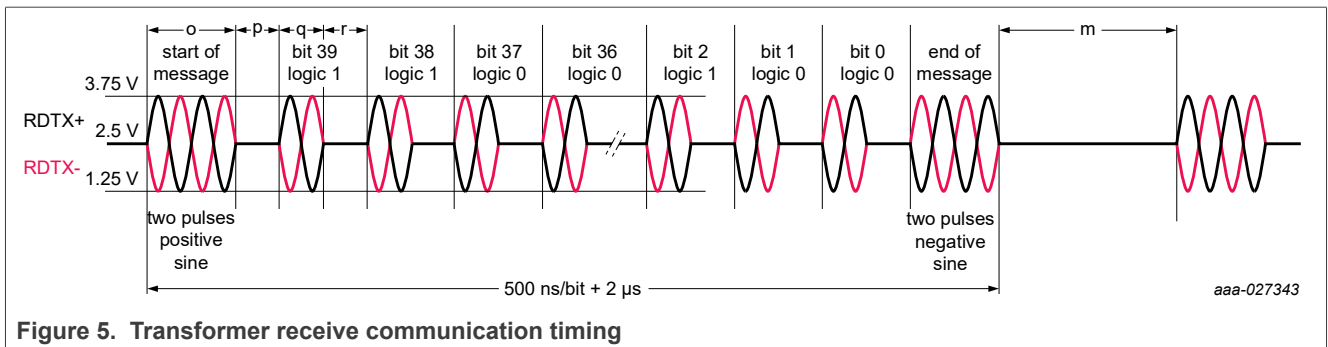 o
p
q
r
m
start of
message
bit 39
logic 1
bit 38
logic 1
bit 37
logic 0
bit 36
logic 0
bit 2
logic 1
bit 1
logic 0
bit 0
logic 0
end of
message
3.75 V
RDTX+
2.5 V
RDTX-
1.25 V
two pulses
positive
sine
two pulses
negative
sine
500 ns/bit + 2 μs
aaa-027343
Figure 5. Transformer receive communication timing